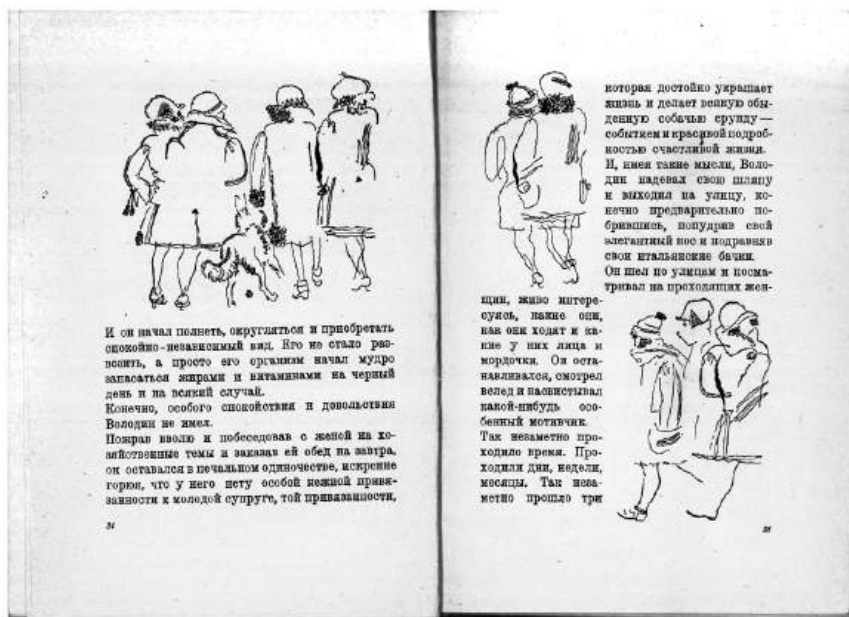 И он начал полнеть, округляться и приобретать
спокойно-независимый вид. Его не стало раз-
возить, а просто его организм начал мудро
запасаться жирами и витаминами на черный
день и на всякий случай.
Конечно, особого спокойствия и довольствия
Володин не имел.
Пожрав вволю и побеседовав с женой на хо-
зяйственные темы и заказав ей обед на завтра,
он оставался в печальном одиночестве, искренне
горюя, что у него нету особой нежной привя-
занности к молодой супруге, той привязанности,
34
которая достойно украшает
жизнь и делает всякую обы-
денную собачью ерунду —
событием и красивой подроб-
ностью счастливой жизни.
И, имея такие мысли, Воло-
дин надевал свою шляпу
и выходил на улицу, ко-
нечно предварительно по-
брившись, попудрив свой
элегантный нос и подравняв
свои итальянские бачки.
Он шел по улицам и посма-
тривал на проходящих жен-
щин, живо интере-
суясь, какие они,
как они ходят и ка-
кие у них лица и
мордочки. Он оста-
навливался, смотрел
вслед и насвистывал
какой-нибудь осо-
бенный мотивчик.
Так незаметно про-
ходило время. Про-
ходили дни, недели,
месяцы. Так неза-
метно прошло три
35